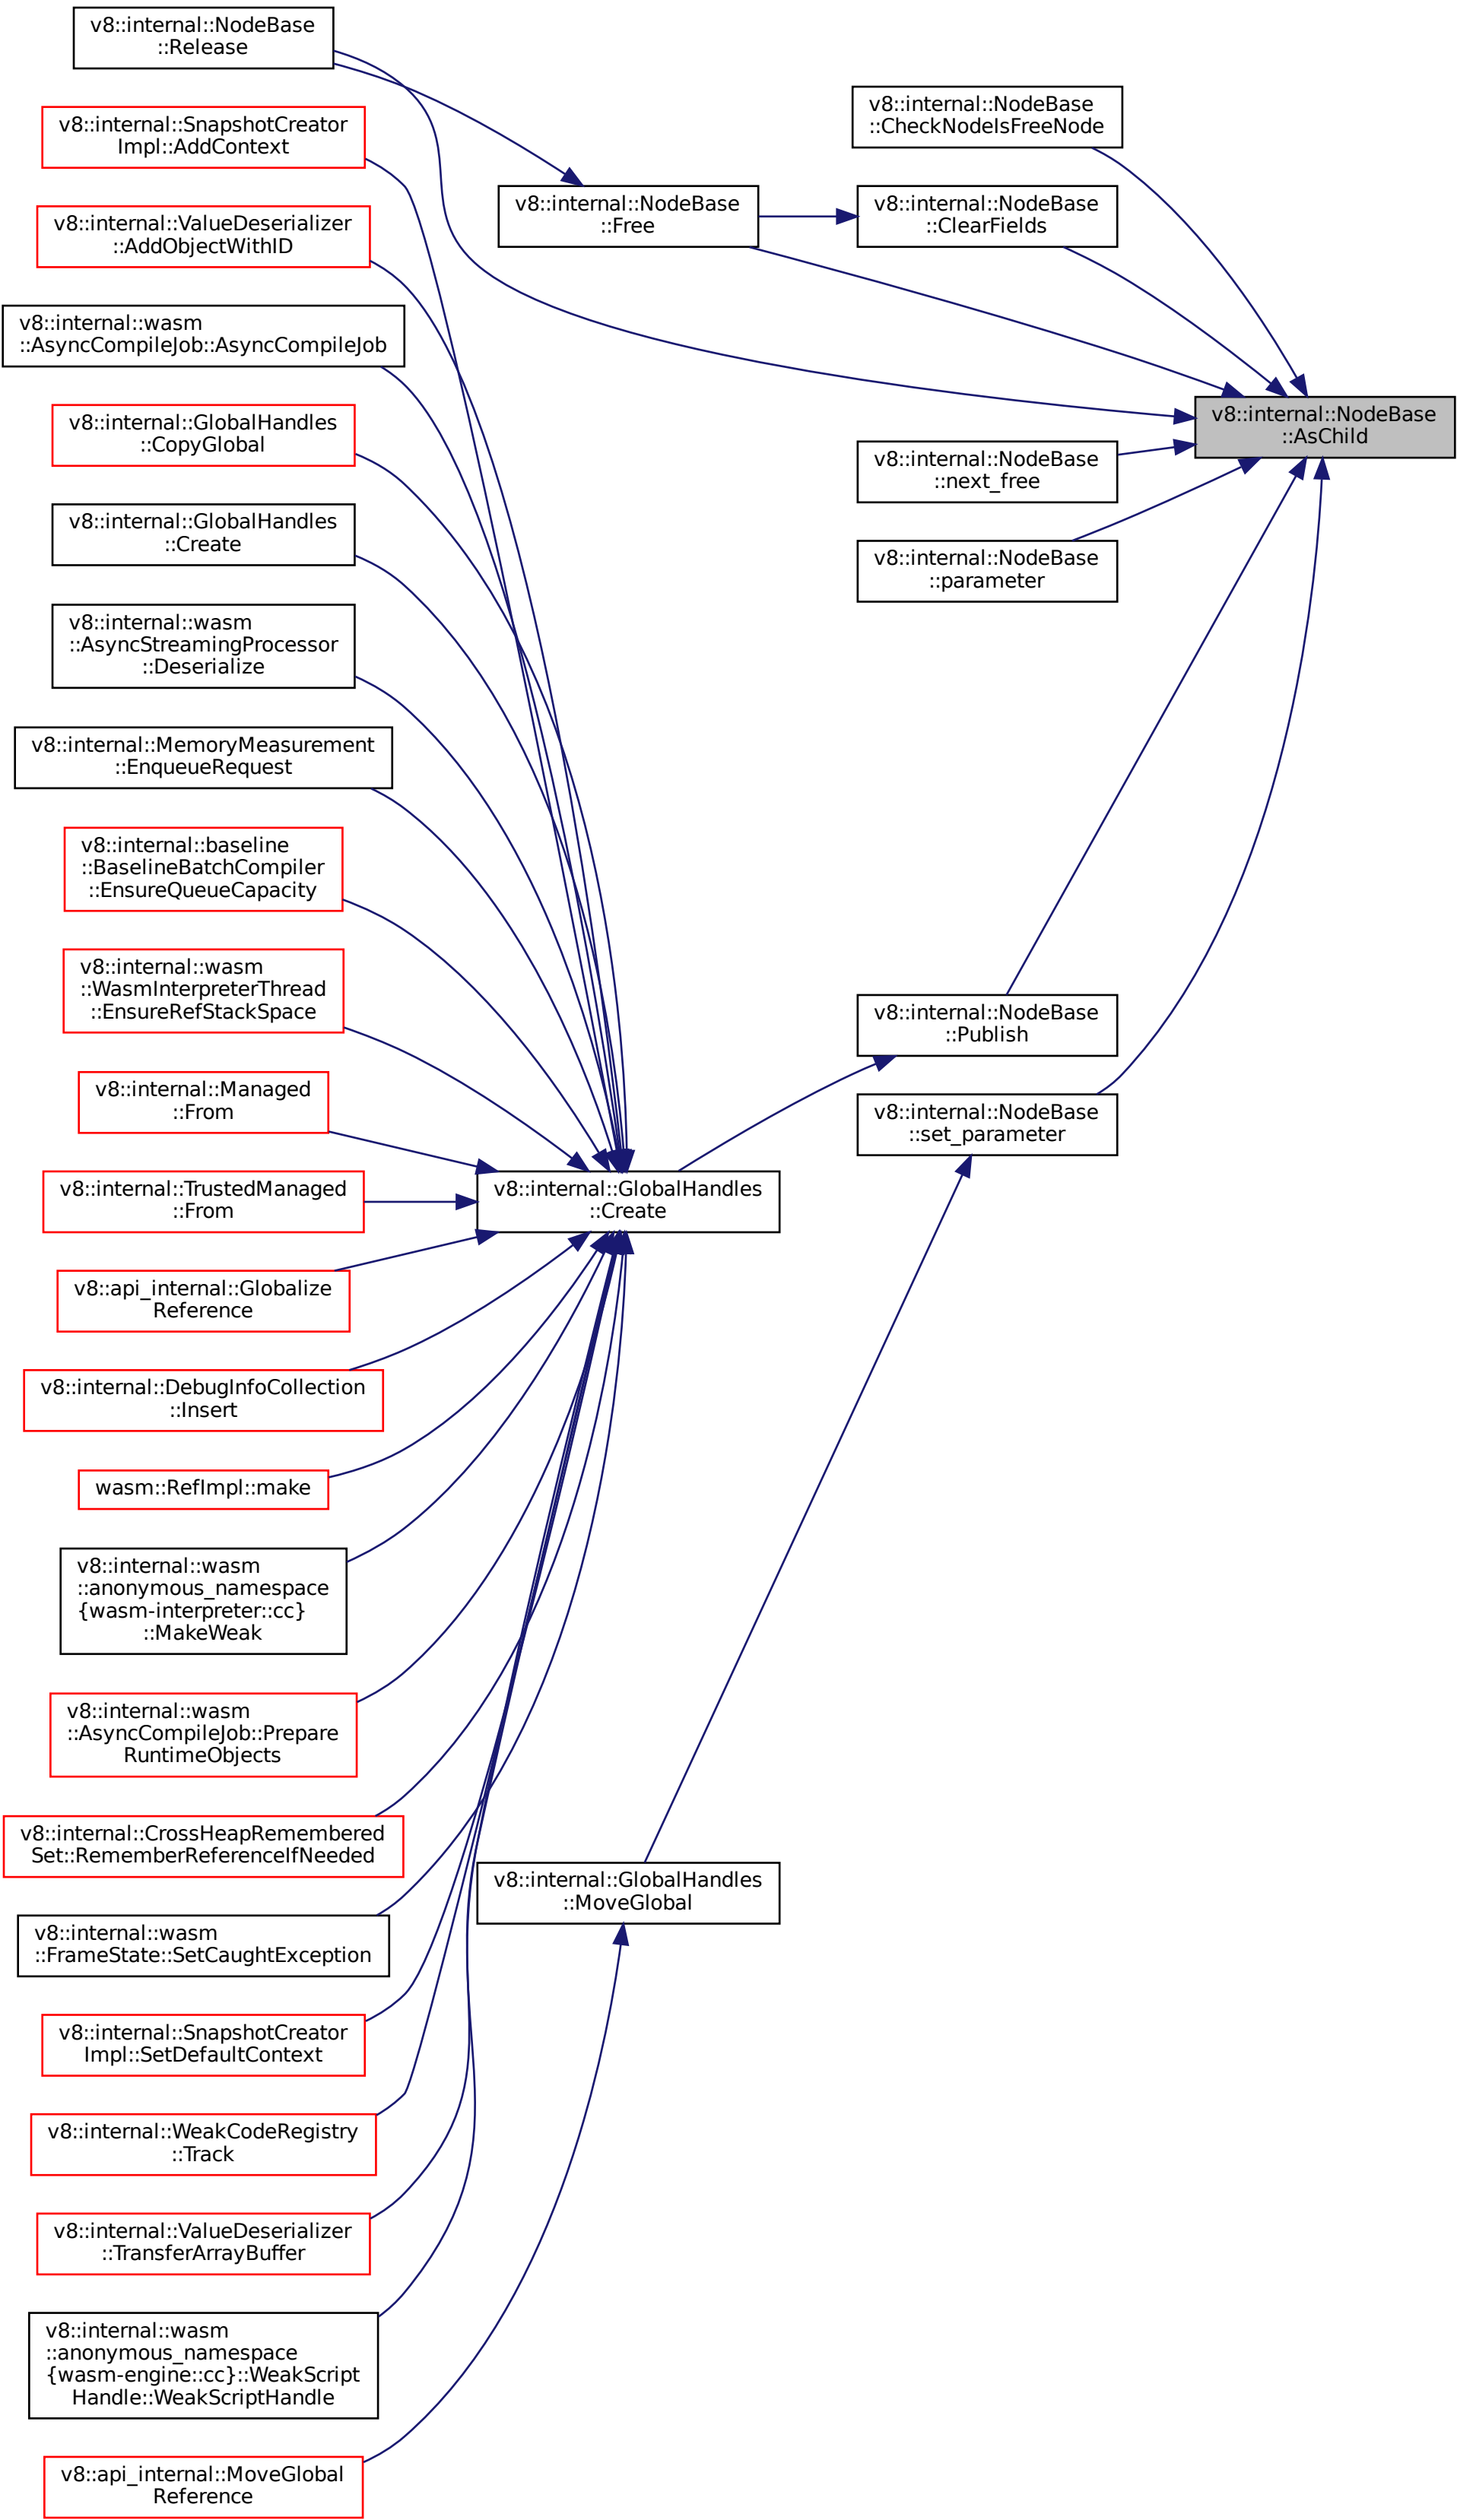 v8::internal::NodeBase
::Release
v8::internal::SnapshotCreator
Impl::AddContext
v8::internal::ValueDeserializer
::AddObjectWithID
v8::internal::wasm
::AsyncCompileJob::AsyncCompileJob
v8::internal::GlobalHandles
::CopyGlobal
v8::internal::GlobalHandles
::Create
v8::internal::wasm
::AsyncStreamingProcessor
::Deserialize
v8::internal::MemoryMeasurement
::EnqueueRequest
v8::internal::baseline
::BaselineBatchCompiler
::EnsureQueueCapacity
v8::internal::wasm
::WasmInterpreterThread
::EnsureRefStackSpace
v8::internal::Managed
::From
v8::internal::TrustedManaged
::From
v8::api_internal::Globalize
Reference
v8::internal::DebugInfoCollection
::Insert
wasm::RefImpl::make
v8::internal::wasm
::anonymous_namespace
{wasm-interpreter::cc}
::MakeWeak
v8::internal::wasm
::AsyncCompileJob::Prepare
RuntimeObjects
v8::internal::CrossHeapRemembered
Set::RememberReferenceIfNeeded
v8::internal::wasm
::FrameState::SetCaughtException
v8::internal::SnapshotCreator
Impl::SetDefaultContext
v8::internal::WeakCodeRegistry
::Track
v8::internal::ValueDeserializer
::TransferArrayBuffer
v8::internal::wasm
::anonymous_namespace
{wasm-engine::cc}::WeakScript
Handle::WeakScriptHandle
v8::api_internal::MoveGlobal
Reference
v8::internal::NodeBase
::Free
v8::internal::GlobalHandles
::Create
v8::internal::GlobalHandles
::MoveGlobal
v8::internal::NodeBase
::CheckNodeIsFreeNode
v8::internal::NodeBase
::ClearFields
v8::internal::NodeBase
::next_free
v8::internal::NodeBase
::parameter
v8::internal::NodeBase
::Publish
v8::internal::NodeBase
::set_parameter
v8::internal::NodeBase
::AsChild